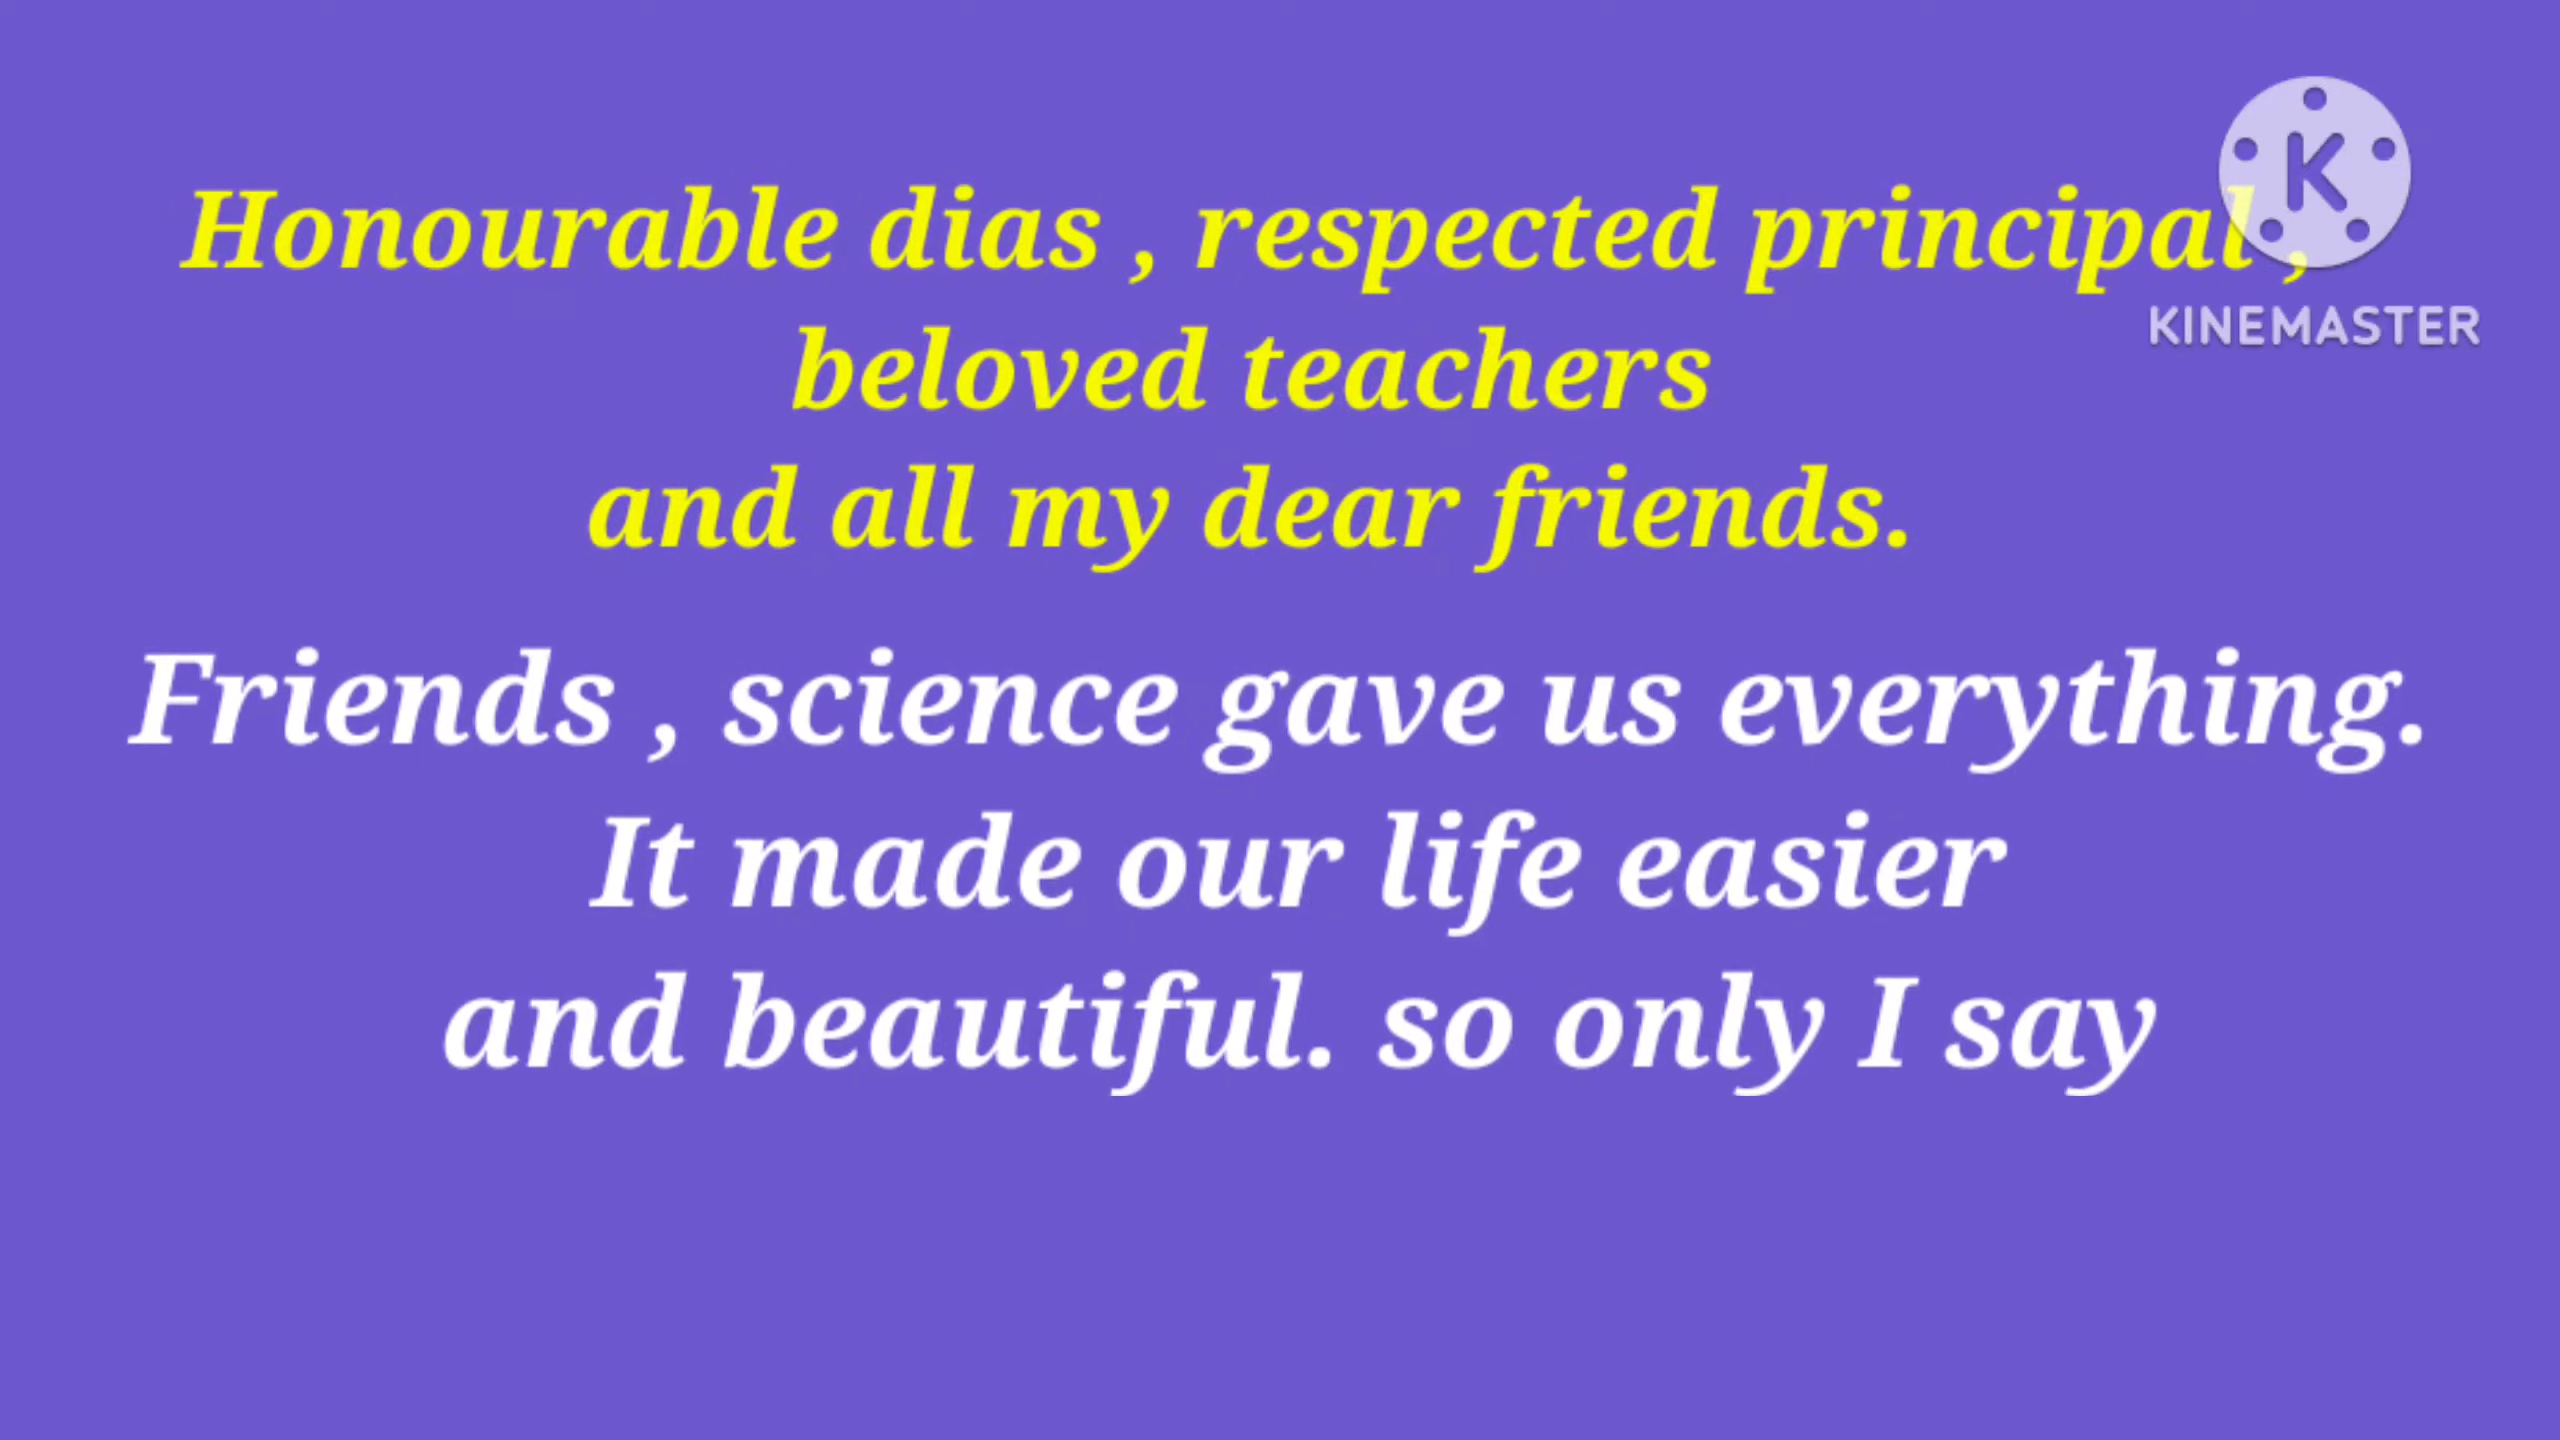 Honourable dias , respected principal ,
KINEMASTER
beloved teachers
and all my dear friends.
Friends , science gave us everything.
It made our life easier
and beautiful. so only I say